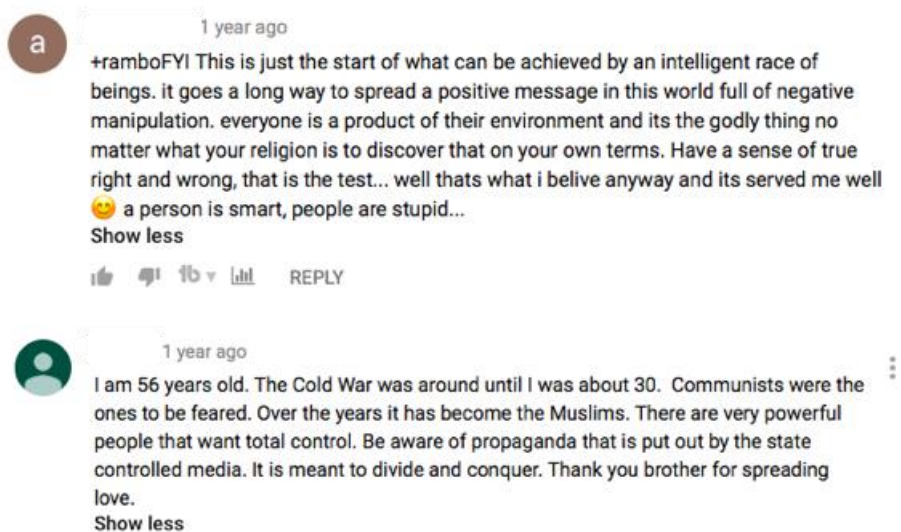 a
1 year ago
+ramboFYI This is just the start of what can be achieved by an intelligent race of
beings. it goes a long way to spread a positive message in this world full of negative
manipulation. everyone is a product of their environment and its the godly thing no
matter what your religion is to discover that on your own terms. Have a sense of true
right and wrong, that is the test... well thats what i belive anyway and its served me well
😊 a person is smart, people are stupid...
Show less
REPLY
1 year ago
I am 56 years old. The Cold War was around until I was about 30. Communists were the
ones to be feared. Over the years it has become the Muslims. There are very powerful
people that want total control. Be aware of propaganda that is put out by the state
controlled media. It is meant to divide and conquer. Thank you brother for spreading
love.
Show less